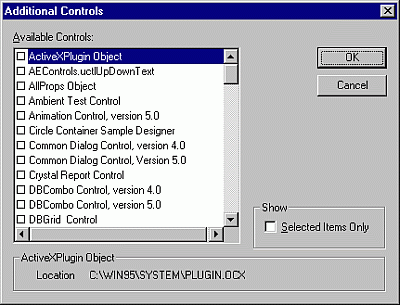 Additional Controls
Available Controls:
ActiveXPlugin Object
AEControls.uctlUpDownText
AllProps Object
Ambient Test Control
Animation Control, version 5.0
Circle Container Sample Designer
Common Dialog Control, version 4.0
Common Dialog Control, Version 5.0
Crystal Report Control
DBCombo Control, version 4.0
DBCombo Control, version 5.0
DBGrid Control
OK
Cancel
Show
Selected Items Only
ActiveXPlugin Object
Location C:\WIN95\SYSTEM\PLUGIN.OCX